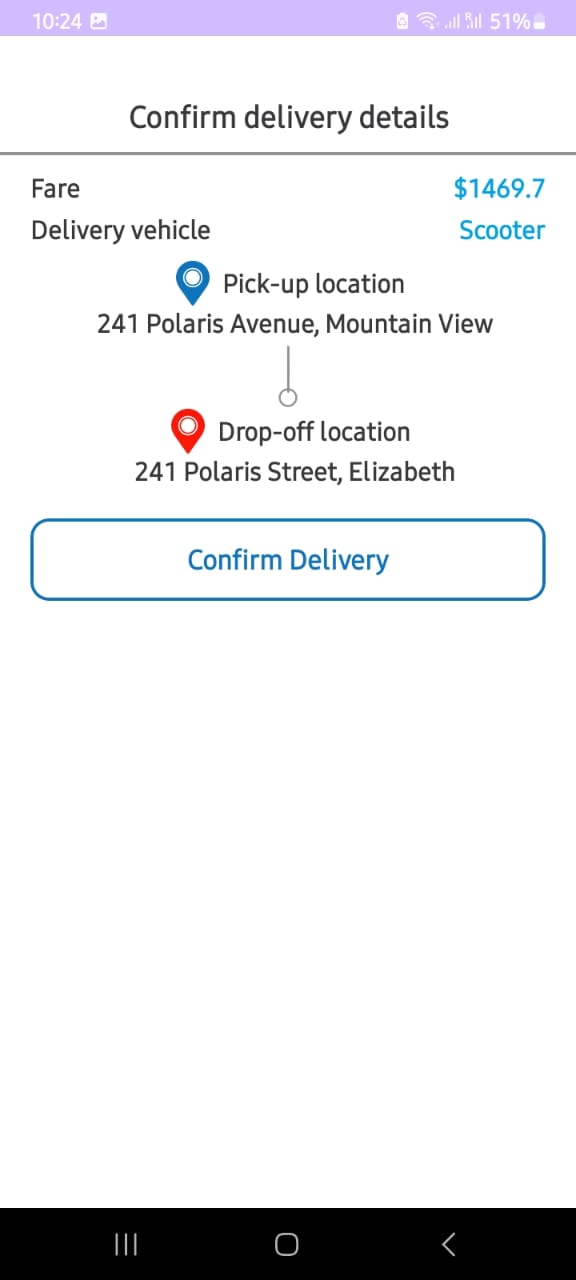 10:24 51%
Confirm delivery details
Fare $1469.7
Delivery vehicle Scooter
Pick-up location
241 Polaris Avenue, Mountain View
Drop-off location
241 Polaris Street, Elizabeth
Confirm Delivery